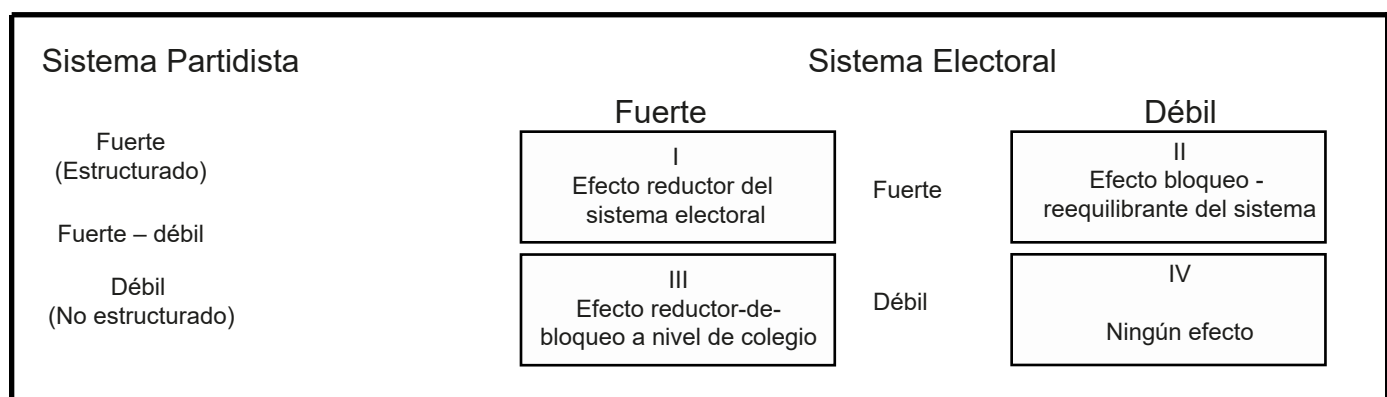 Sistema Partidista
Sistema Electoral
Fuerte
Débil
Fuerte
(Estructurado)
I
Efecto reductor del
sistema electoral
Fuerte
II
Efecto bloqueo -
reequilibrante del sistema
Fuerte – débil
Débil
(No estructurado)
III
Efecto reductor-de-
bloqueo a nivel de colegio
Débil
IV
Ningún efecto